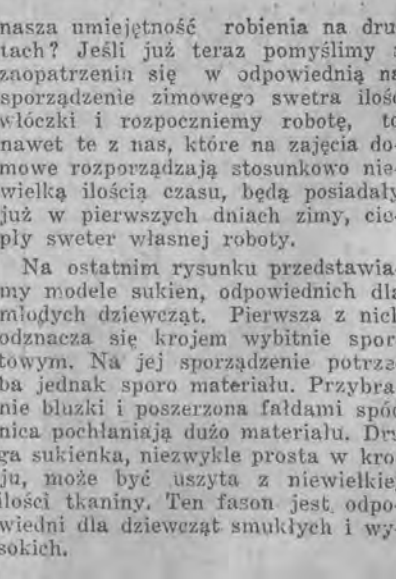 nasza umiejętność robienia na dru-
tach? Jeśli już teraz pomyślimy o
zaopatrzeniu się w odpowiednią na
sporządzenie zimowego swetra ilość
włóczki i rozpoczniemy robotę, to
nawet te z nas, które na zajęcia do-
mowe rozporządzają stosunkowo nie-
wielką ilością czasu, będą posiadały
już w pierwszych dniach zimy, cie-
pły sweter własnej roboty.
Na ostatnim rysunku przedstawia-
my modele sukien, odpowiednich dla
młodych dziewcząt. Pierwsza z nich
odznacza się krojem wybitnie spor-
towym. Na jej sporządzenie potrze-
ba jednak sporo materiału. Przybra-
nie bluzki i poszerzona fałdami spód
nica pochłaniają dużo materiału. Dru
ga sukienka, niezwykle prosta w kro
ju, może być uszyta z niewielkiej
ilości tkaniny. Ten fason jest odpo-
wiedni dla dziewcząt smukłych i wy-
sokich.